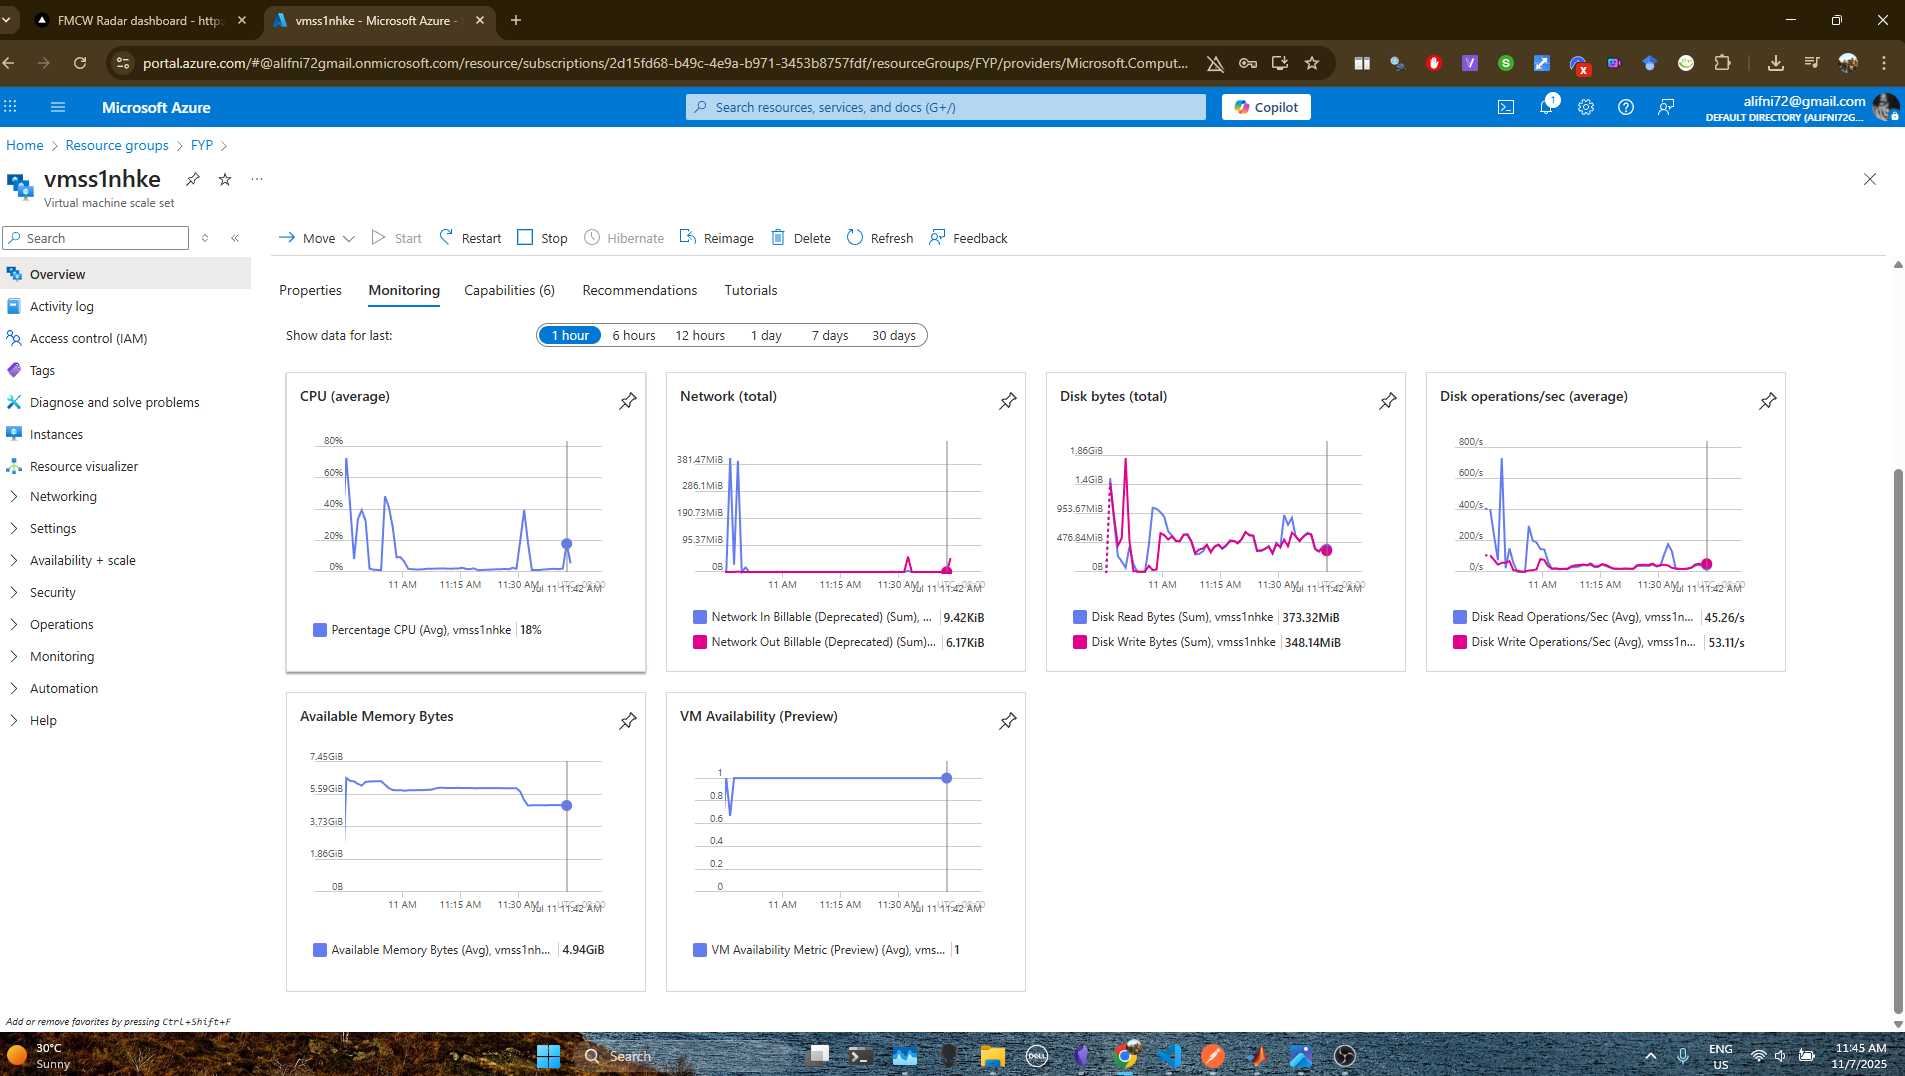 FMCW Radar dashboard - http:
vmss1nhke - Microsoft Azure -
portal.azure.com/#@alifni72gmail.onmicrosoft.com/resource/subscriptions/2d15fd68-b49c-4e9a-b971-3453b8757fdf/resourceGroups/FYP/providers/Microsoft.Comput...
Microsoft Azure
Search resources, services, and docs (G+/)
Copilot
1
alifni72@gmail.com
DEFAULT DIRECTORY (ALIFNI72G...
Home > Resource groups > FYP >
vmss1nhke
Virtual machine scale set
Search
Overview
Activity log
Access control (IAM)
Tags
Diagnose and solve problems
Instances
Resource visualizer
Networking
Settings
Availability + scale
Security
Operations
Monitoring
Automation
Help
Add or remove favorites by pressing Ctrl+Shift+F
Move
Start
Restart
Stop
Hibernate
Reimage
Delete
Refresh
Feedback
Properties
Monitoring
Capabilities (6)
Recommendations
Tutorials
Show data for last:
1 hour
6 hours
12 hours
1 day
7 days
30 days
CPU (average)
80%
60%
40%
20%
0%
11 AM 11:15 AM 11:30 AM UTC+08:00
Jul 11 11:42 AM
Percentage CPU (Avg), vmss1nhke 18%
Network (total)
381.47MiB
286.1MiB
190.73MiB
95.37MiB
0B
11 AM 11:15 AM 11:30 AM UTC+08:00
Jul 11 11:42 AM
Network In Billable (Deprecated) (Sum), ... 9.42KiB
Network Out Billable (Deprecated) (Sum)... 6.17KiB
Disk bytes (total)
1.86GiB
1.4GiB
953.67MiB
476.84MiB
0B
11 AM 11:15 AM 11:30 AM UTC+08:00
Jul 11 11:42 AM
Disk Read Bytes (Sum), vmss1nhke 373.32MiB
Disk Write Bytes (Sum), vmss1nhke 348.14MiB
Disk operations/sec (average)
800/s
600/s
400/s
200/s
0/s
11 AM 11:15 AM 11:30 AM UTC+08:00
Jul 11 11:42 AM
Disk Read Operations/Sec (Avg), vmss1n... 45.26/s
Disk Write Operations/Sec (Avg), vmss1n... 53.11/s
Available Memory Bytes
7.45GiB
5.59GiB
3.73GiB
1.86GiB
0B
11 AM 11:15 AM 11:30 AM UTC+08:00
Jul 11 11:42 AM
Available Memory Bytes (Avg), vmss1nh... 4.94GiB
VM Availability (Preview)
1
0.8
0.6
0.4
0.2
0
11 AM 11:15 AM 11:30 AM UTC+08:00
Jul 11 11:42 AM
VM Availability Metric (Preview) (Avg), vms... 1
30°C
Sunny
Search
DELL
ENG
US
11:45 AM
11/7/2025